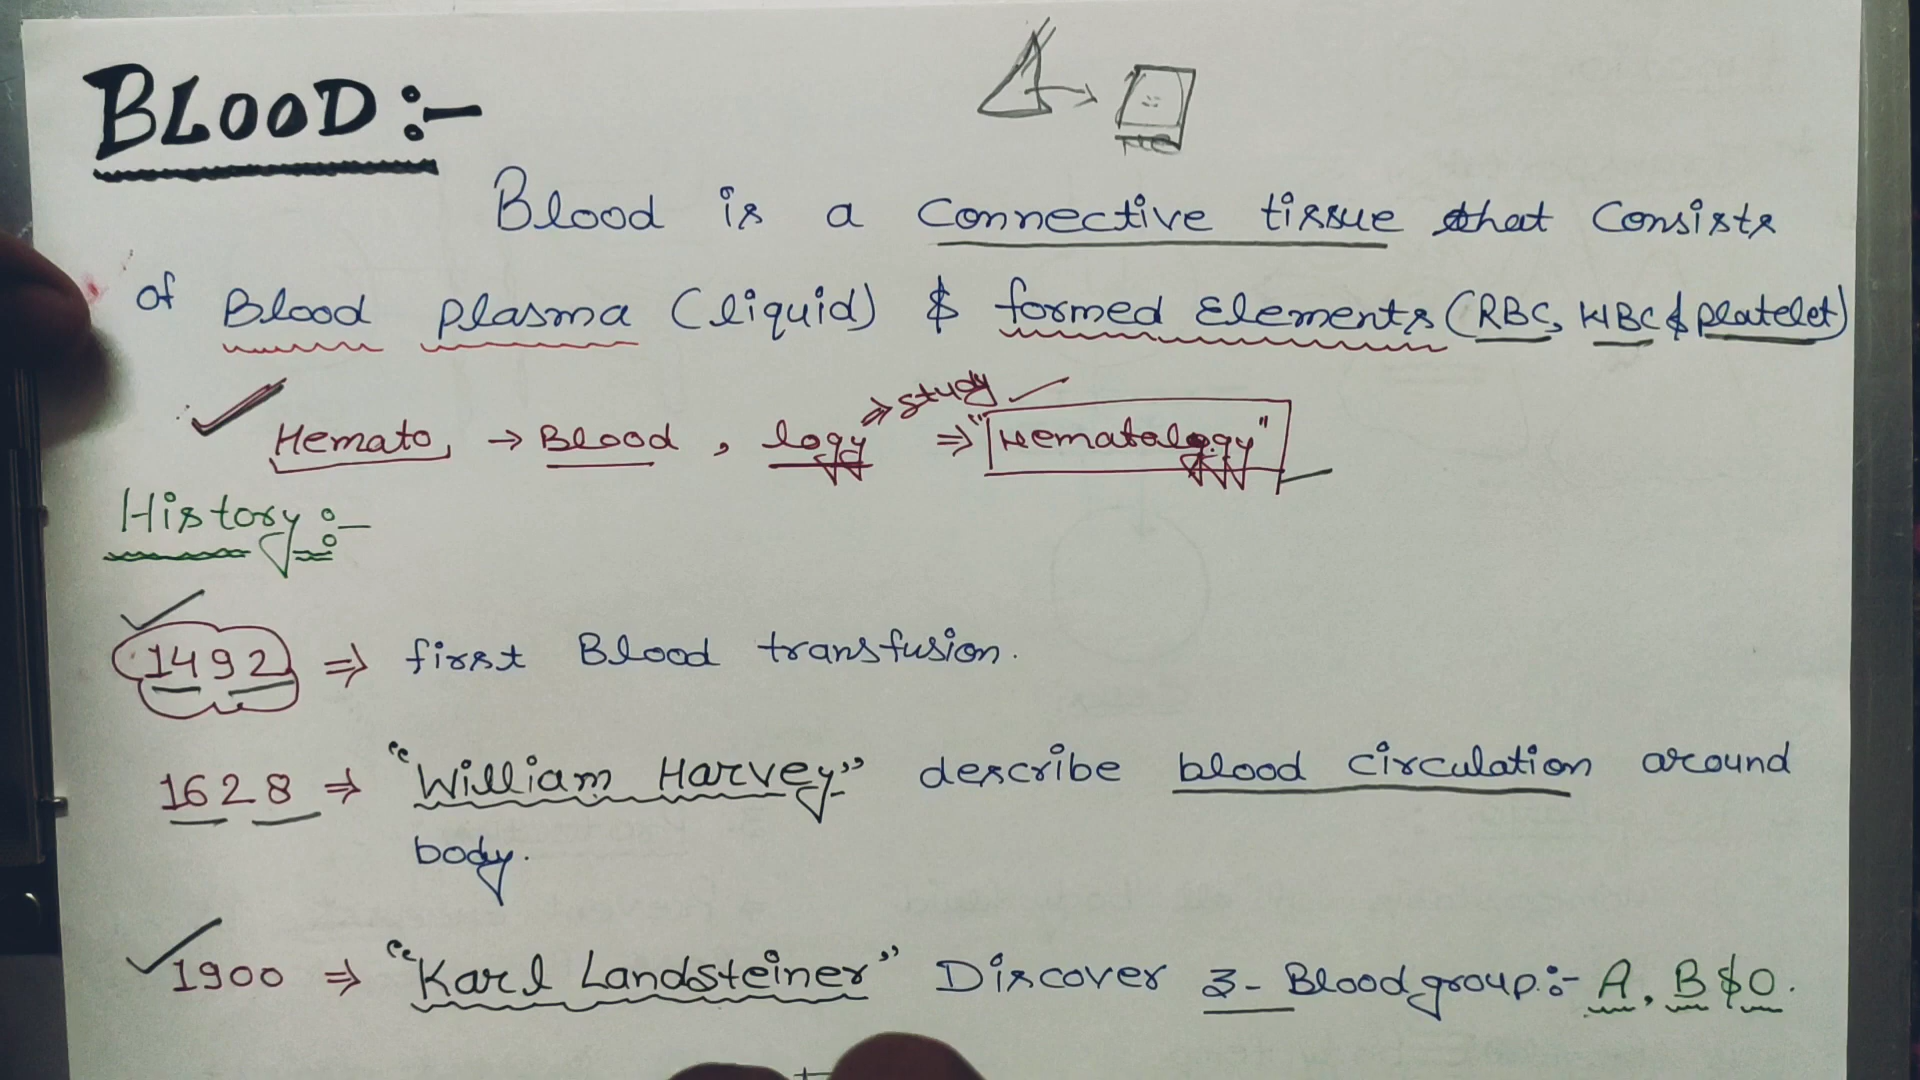 BLOOD :-
Blood is a Connective tissue that Consists
of Blood plasma (liquid) & formed Elements (RBC, WBC & platelet)
Hemato, → Blood , logy → study ⇒ "Hematology"
History :-
1492 ⇒ first Blood transfusion.
1628 ⇒ "William Harvey" describe blood circulation around
body.
1900 ⇒ "Karl Landsteiner" Discover 3- Blood group :- A, B & O.